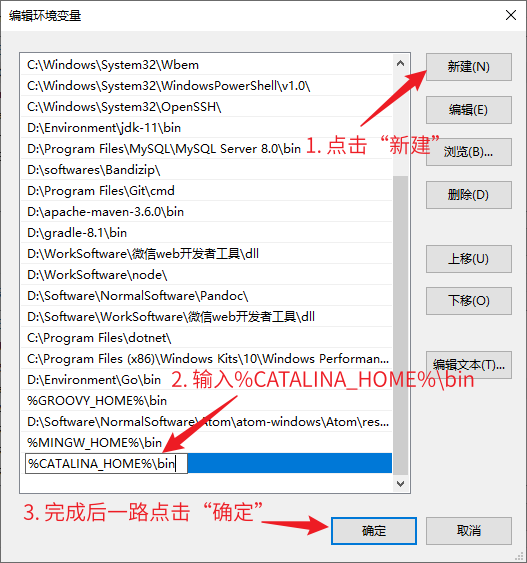 编辑环境变量
C:\Windows\System32\Wbem
C:\Windows\System32\WindowsPowerShell\v1.0\
C:\Windows\System32\OpenSSH\
D:\Environment\jdk-11\bin
D:\Program Files\MySQL\MySQL Server 8.0\bin
D:\softwares\Bandizip\
D:\Program Files\Git\cmd
D:\apache-maven-3.6.0\bin
D:\gradle-8.1\bin
D:\WorkSoftware\微信web开发者工具\dll
D:\WorkSoftware\node\
D:\Software\NormalSoftware\Pandoc\
D:\Software\WorkSoftware\微信web开发者工具\dll
C:\Program Files\dotnet\
C:\Program Files (x86)\Windows Kits\10\Windows Performan...
D:\Environment\Go\bin
%GROOVY_HOME%\bin
D:\Software\NormalSoftware\Atom\atom-windows\Atom\res...
%MINGW_HOME%\bin
%CATALINA_HOME%\bin
新建(N)
编辑(E)
浏览(B)...
删除(D)
上移(U)
下移(O)
编辑文本(T)...
1. 点击“新建”
2. 输入%CATALINA_HOME%\bin
3. 完成后一路点击“确定”
确定
取消